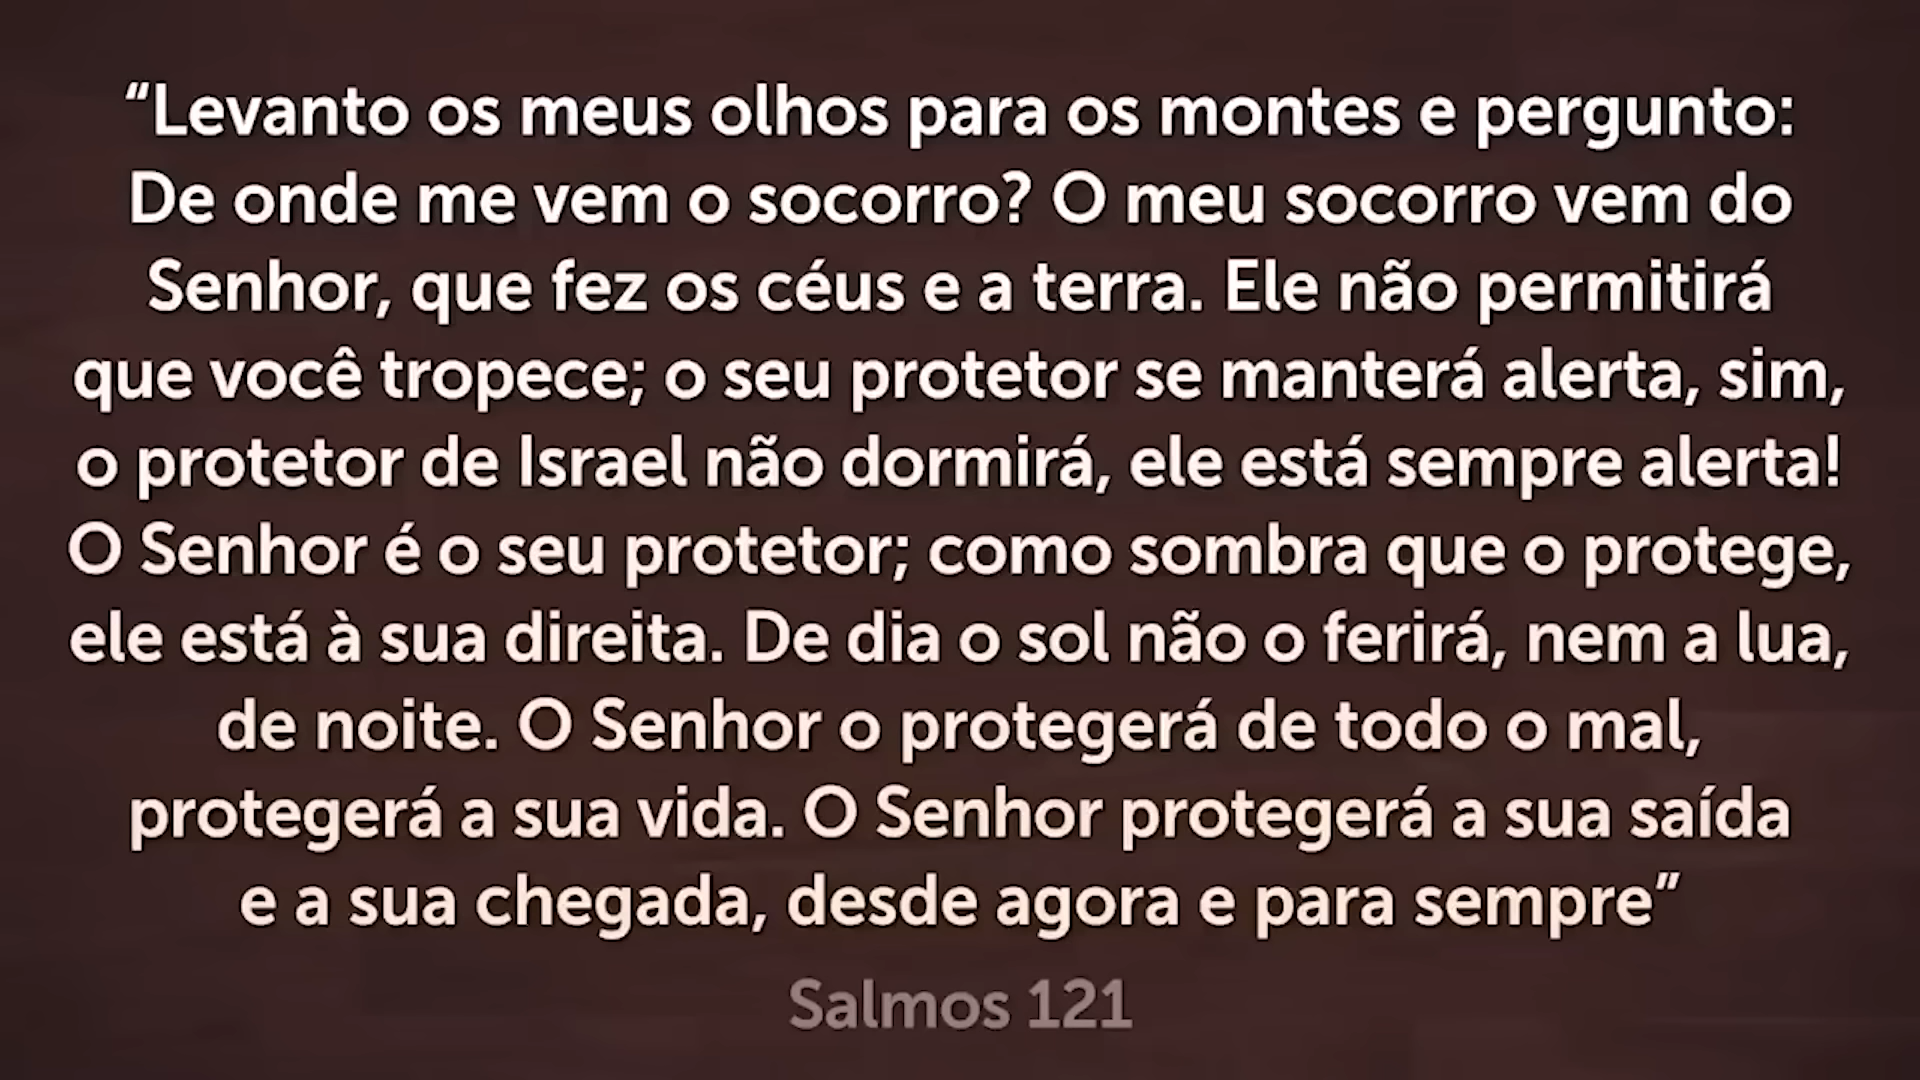 “Levanto os meus olhos para os montes e pergunto:
De onde me vem o socorro? O meu socorro vem do
Senhor, que fez os céus e a terra. Ele não permitirá
que você tropece; o seu protetor se manterá alerta, sim,
o protetor de Israel não dormirá, ele está sempre alerta!
O Senhor é o seu protetor; como sombra que o protege,
ele está à sua direita. De dia o sol não o ferirá, nem a lua,
de noite. O Senhor o protegerá de todo o mal,
protegerá a sua vida. O Senhor protegerá a sua saída
e a sua chegada, desde agora e para sempre”
Salmos 121